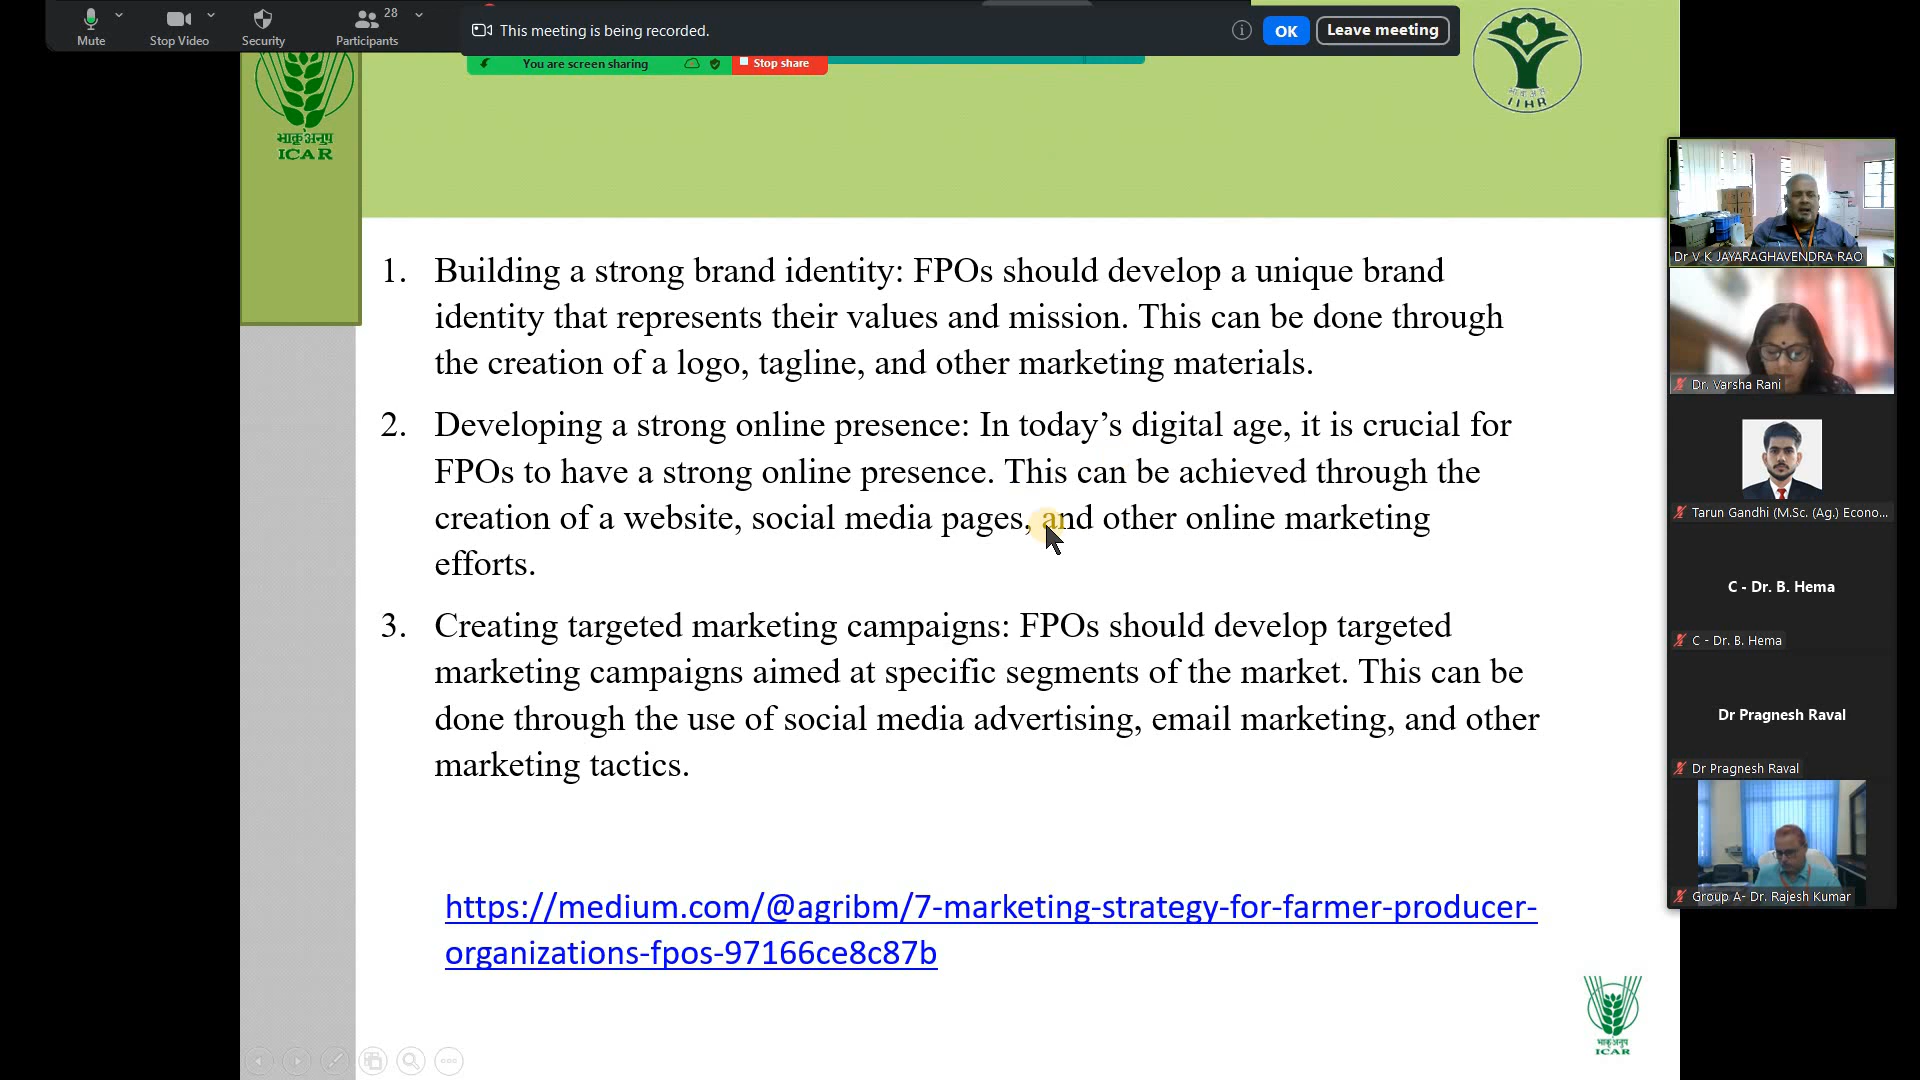 Mute
Stop Video
Security
28
Participants
This meeting is being recorded.
OK
Leave meeting
You are screen sharing
Stop share
भाकृअनुप
ICAR
IIHR
1. Building a strong brand identity: FPOs should develop a unique brand
identity that represents their values and mission. This can be done through
the creation of a logo, tagline, and other marketing materials.
2. Developing a strong online presence: In today’s digital age, it is crucial for
FPOs to have a strong online presence. This can be achieved through the
creation of a website, social media pages, and other online marketing
efforts.
3. Creating targeted marketing campaigns: FPOs should develop targeted
marketing campaigns aimed at specific segments of the market. This can be
done through the use of social media advertising, email marketing, and other
marketing tactics.
https://medium.com/@agribm/7-marketing-strategy-for-farmer-producer-
organizations-fpos-97166ce8c87b
भाकृअनुप
ICAR
Dr V K JAYARAGHAVENDRA RAO
Dr. Varsha Rani
Tarun Gandhi (M.Sc. (Ag.) Econo...
C - Dr. B. Hema
C - Dr. B. Hema
Dr Pragnesh Raval
Dr Pragnesh Raval
Group A- Dr. Rajesh Kumar